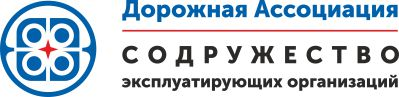 Дорожная Ассоциация
СОДРУЖЕСТВО
эксплуатирующих организаций